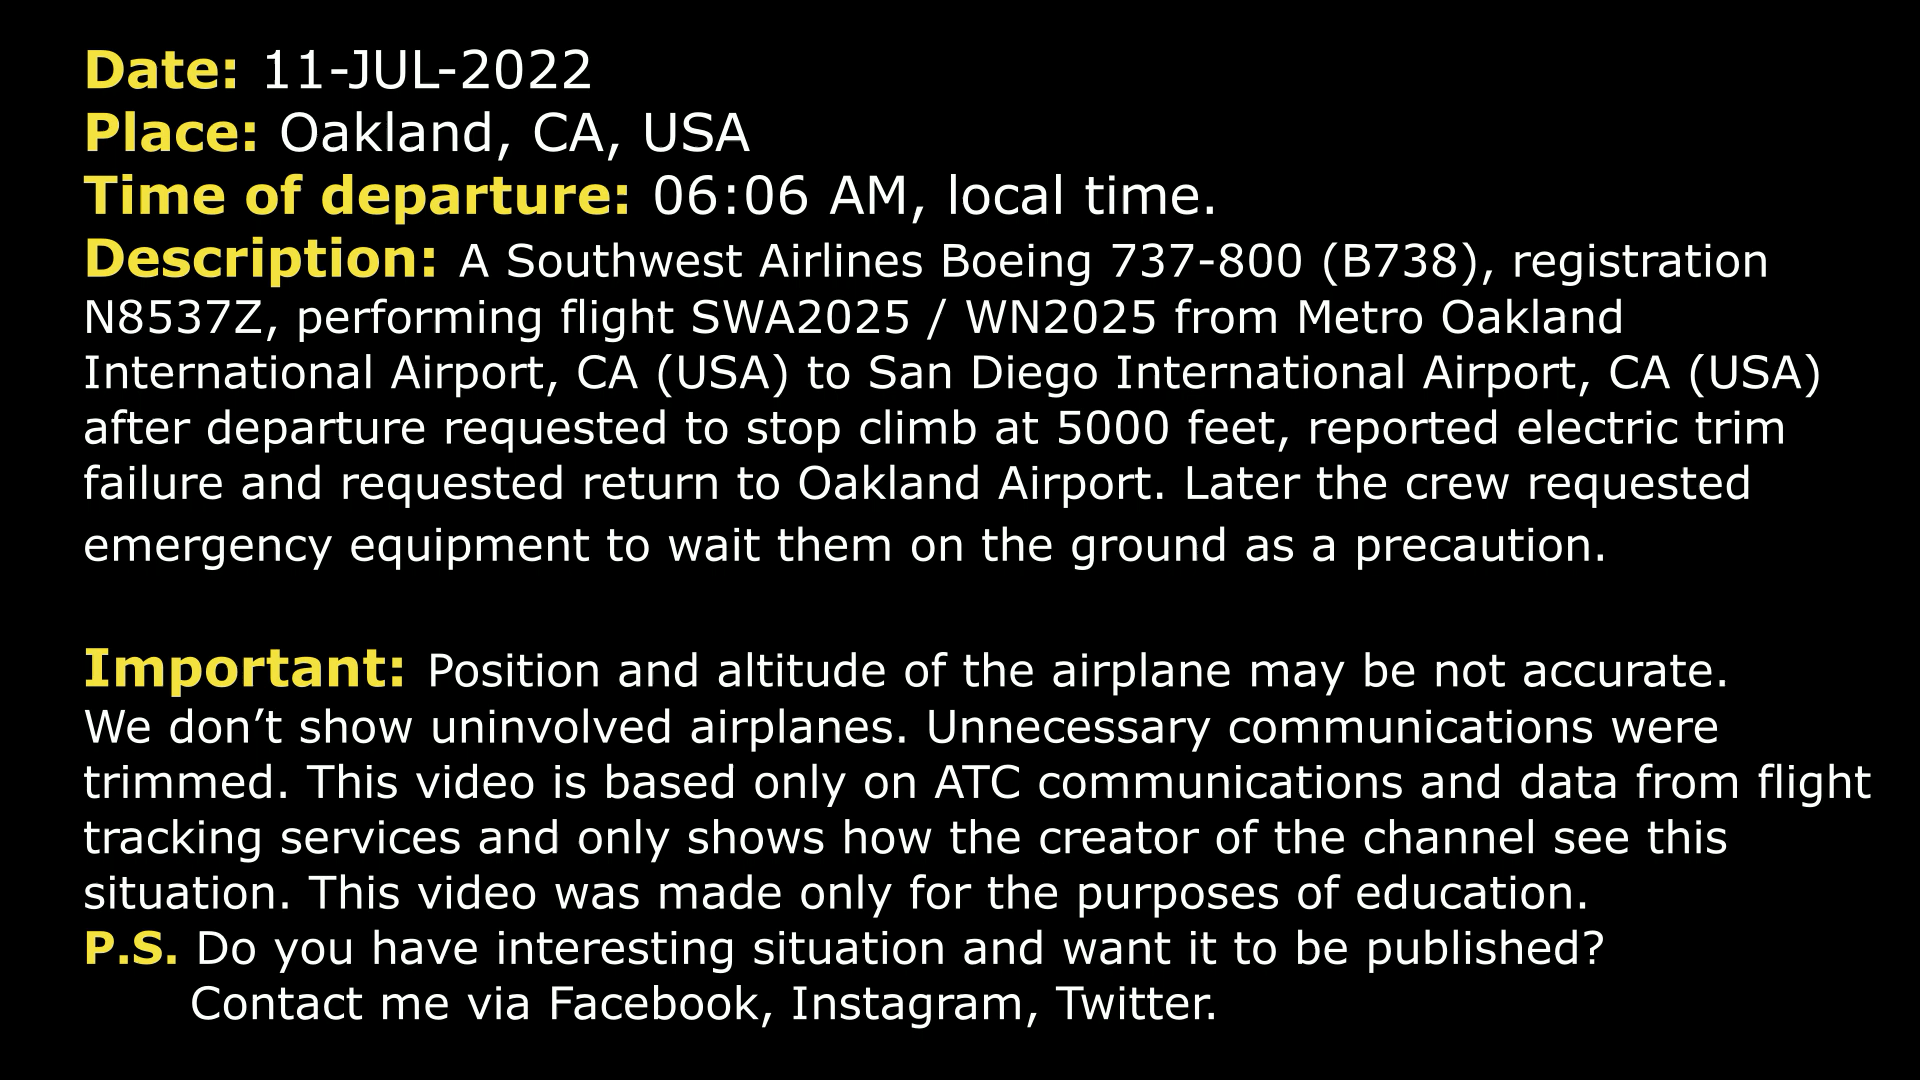 Date: 11-JUL-2022
Place: Oakland, CA, USA
Time of departure: 06:06 AM, local time.
Description: A Southwest Airlines Boeing 737-800 (B738), registration
N8537Z, performing flight SWA2025 / WN2025 from Metro Oakland
International Airport, CA (USA) to San Diego International Airport, CA (USA)
after departure requested to stop climb at 5000 feet, reported electric trim
failure and requested return to Oakland Airport. Later the crew requested
emergency equipment to wait them on the ground as a precaution.
Important: Position and altitude of the airplane may be not accurate.
We don’t show uninvolved airplanes. Unnecessary communications were
trimmed. This video is based only on ATC communications and data from flight
tracking services and only shows how the creator of the channel see this
situation. This video was made only for the purposes of education.
P.S. Do you have interesting situation and want it to be published?
Contact me via Facebook, Instagram, Twitter.